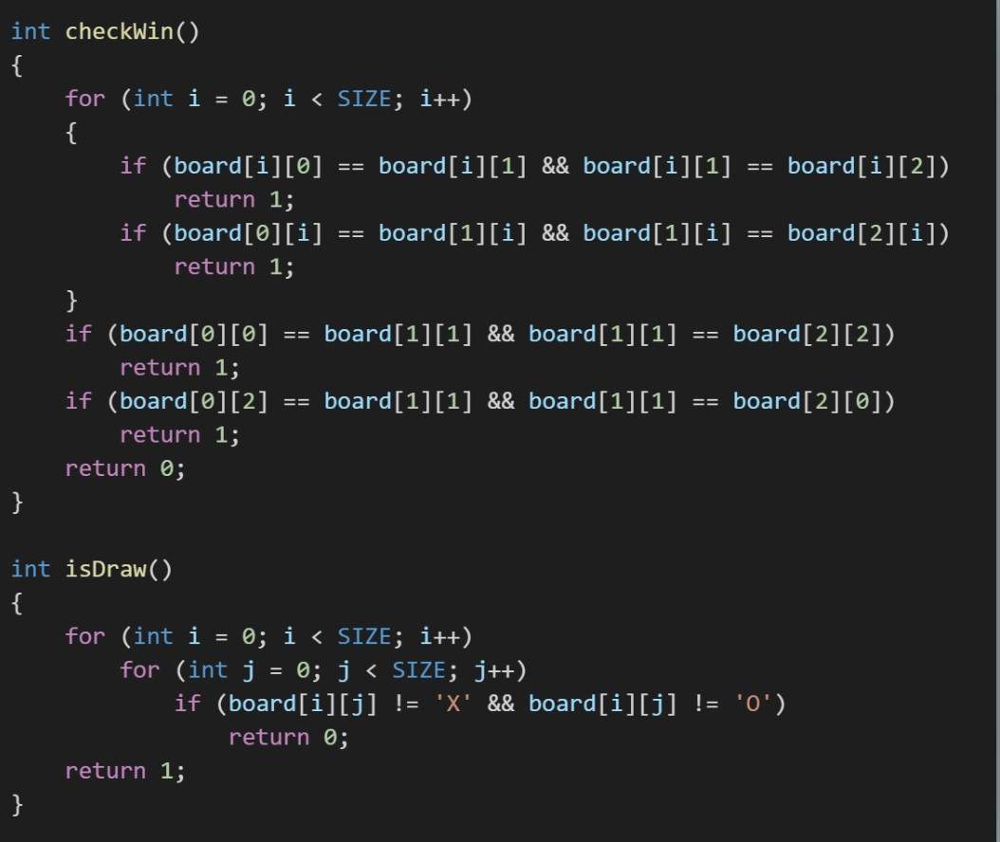 int checkWin()
{
    for (int i = 0; i < SIZE; i++)
    {
        if (board[i][0] == board[i][1] && board[i][1] == board[i][2])
            return 1;
        if (board[0][i] == board[1][i] && board[1][i] == board[2][i])
            return 1;
    }
    if (board[0][0] == board[1][1] && board[1][1] == board[2][2])
        return 1;
    if (board[0][2] == board[1][1] && board[1][1] == board[2][0])
        return 1;
    return 0;
}

int isDraw()
{
    for (int i = 0; i < SIZE; i++)
        for (int j = 0; j < SIZE; j++)
            if (board[i][j] != 'X' && board[i][j] != 'O')
                return 0;
    return 1;
}